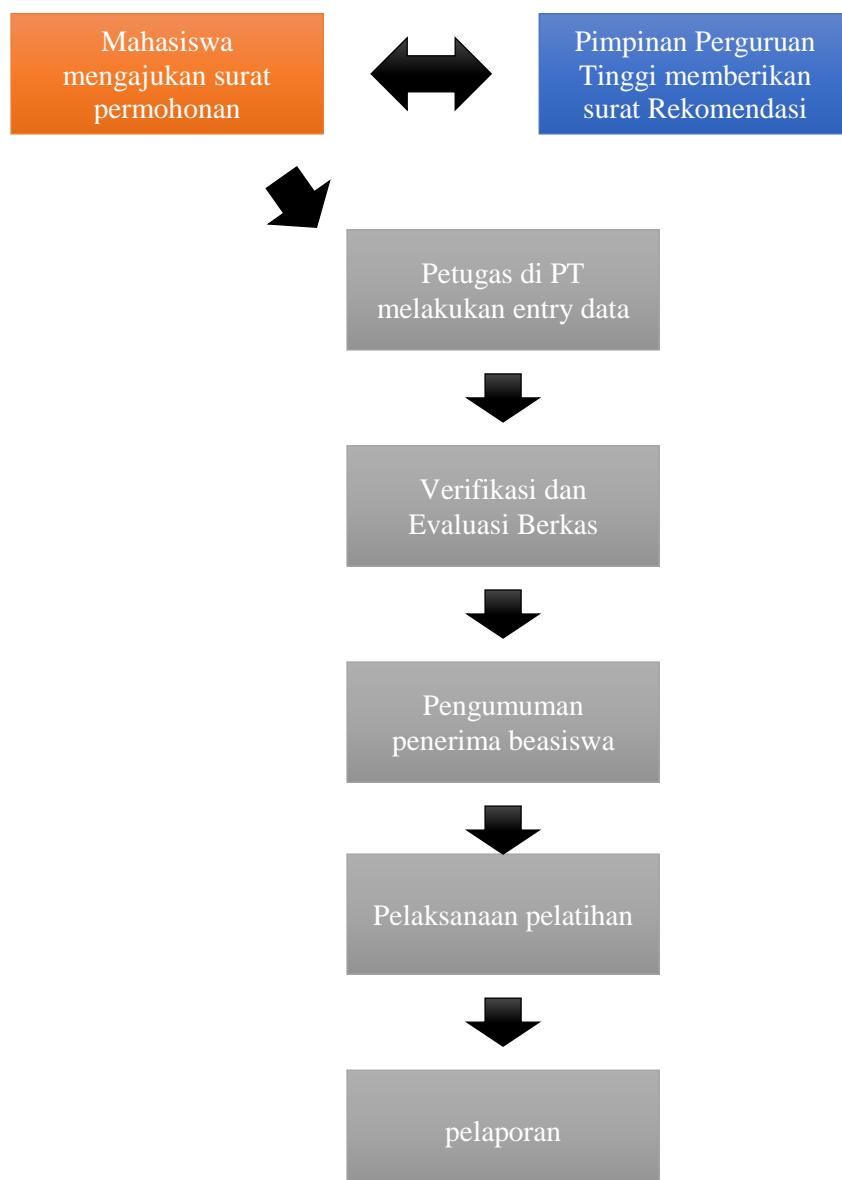 Mahasiswa
mengajukan surat
permohonan
Pimpinan Perguruan
Tinggi memberikan
surat Rekomendasi
Petugas di PT
melakukan entry data
Verifikasi dan
Evaluasi Berkas
Pengumuman
penerima beasiswa
Pelaksanaan pelatihan
pelaporan